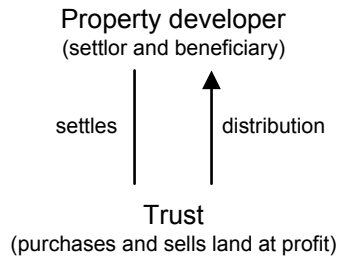 Property developer
(settlor and beneficiary)
settles
distribution
Trust
(purchases and sells land at profit)